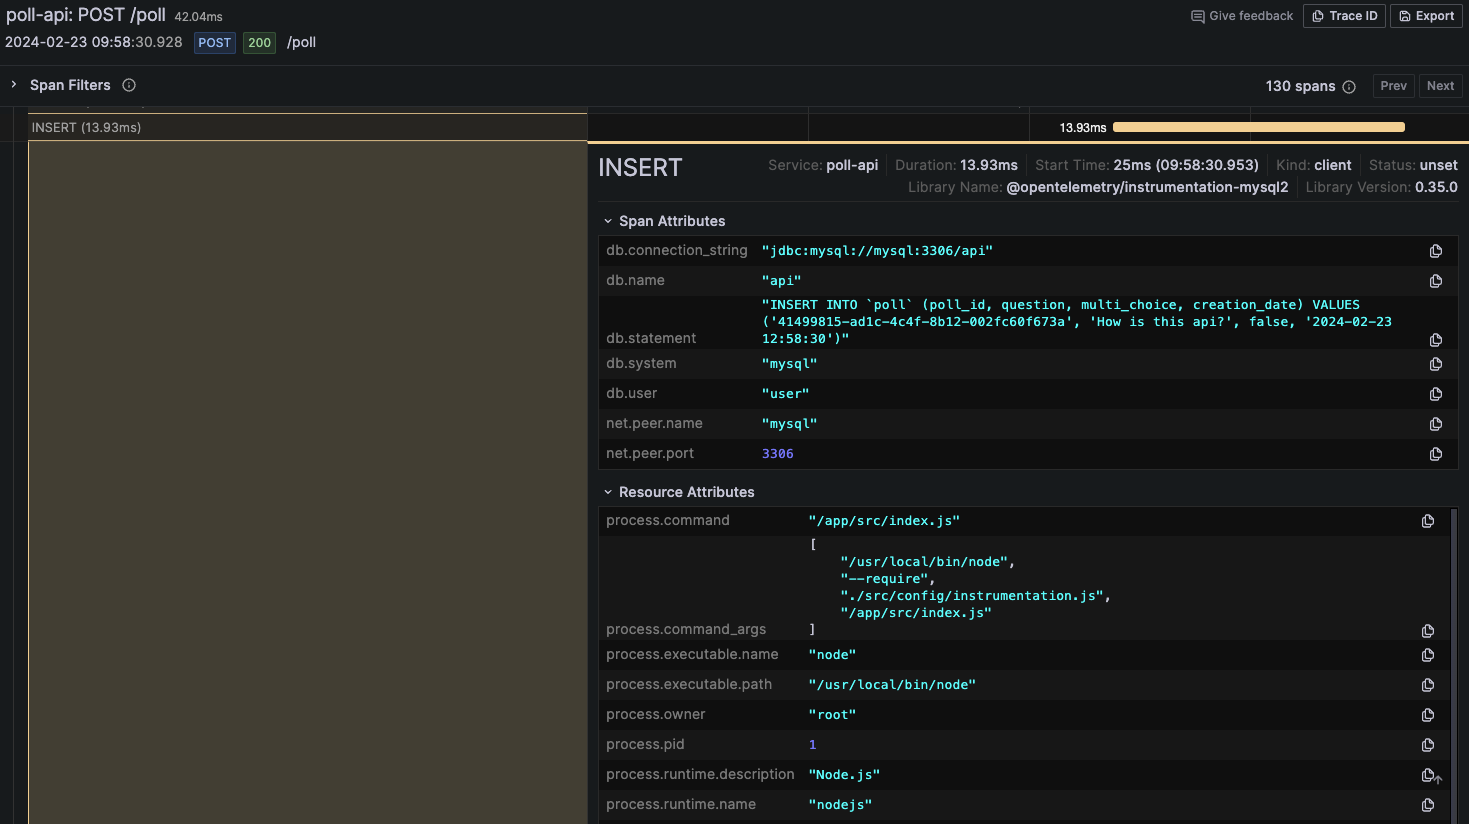 poll-api: POST /poll 42.04ms
Give feedback Trace ID Export
2024-02-23 09:58:30.928 POST 200 /poll
Span Filters
130 spans Prev Next
INSERT (13.93ms)
13.93ms
INSERT
Service: poll-api Duration: 13.93ms Start Time: 25ms (09:58:30.953) Kind: client Status: unset
Library Name: @opentelemetry/instrumentation-mysql2 Library Version: 0.35.0
Span Attributes
db.connection_string "jdbc:mysql://mysql:3306/api"
db.name "api"
"INSERT INTO `poll` (poll_id, question, multi_choice, creation_date) VALUES
('41499815-ad1c-4c4f-8b12-002fc60f673a', 'How is this api?', false, '2024-02-23
db.statement 12:58:30')"
db.system "mysql"
db.user "user"
net.peer.name "mysql"
net.peer.port 3306
Resource Attributes
process.command "/app/src/index.js"
[
"/usr/local/bin/node",
"--require",
"./src/config/instrumentation.js",
"/app/src/index.js"
process.command_args ]
process.executable.name "node"
process.executable.path "/usr/local/bin/node"
process.owner "root"
process.pid 1
process.runtime.description "Node.js"
process.runtime.name "nodejs"